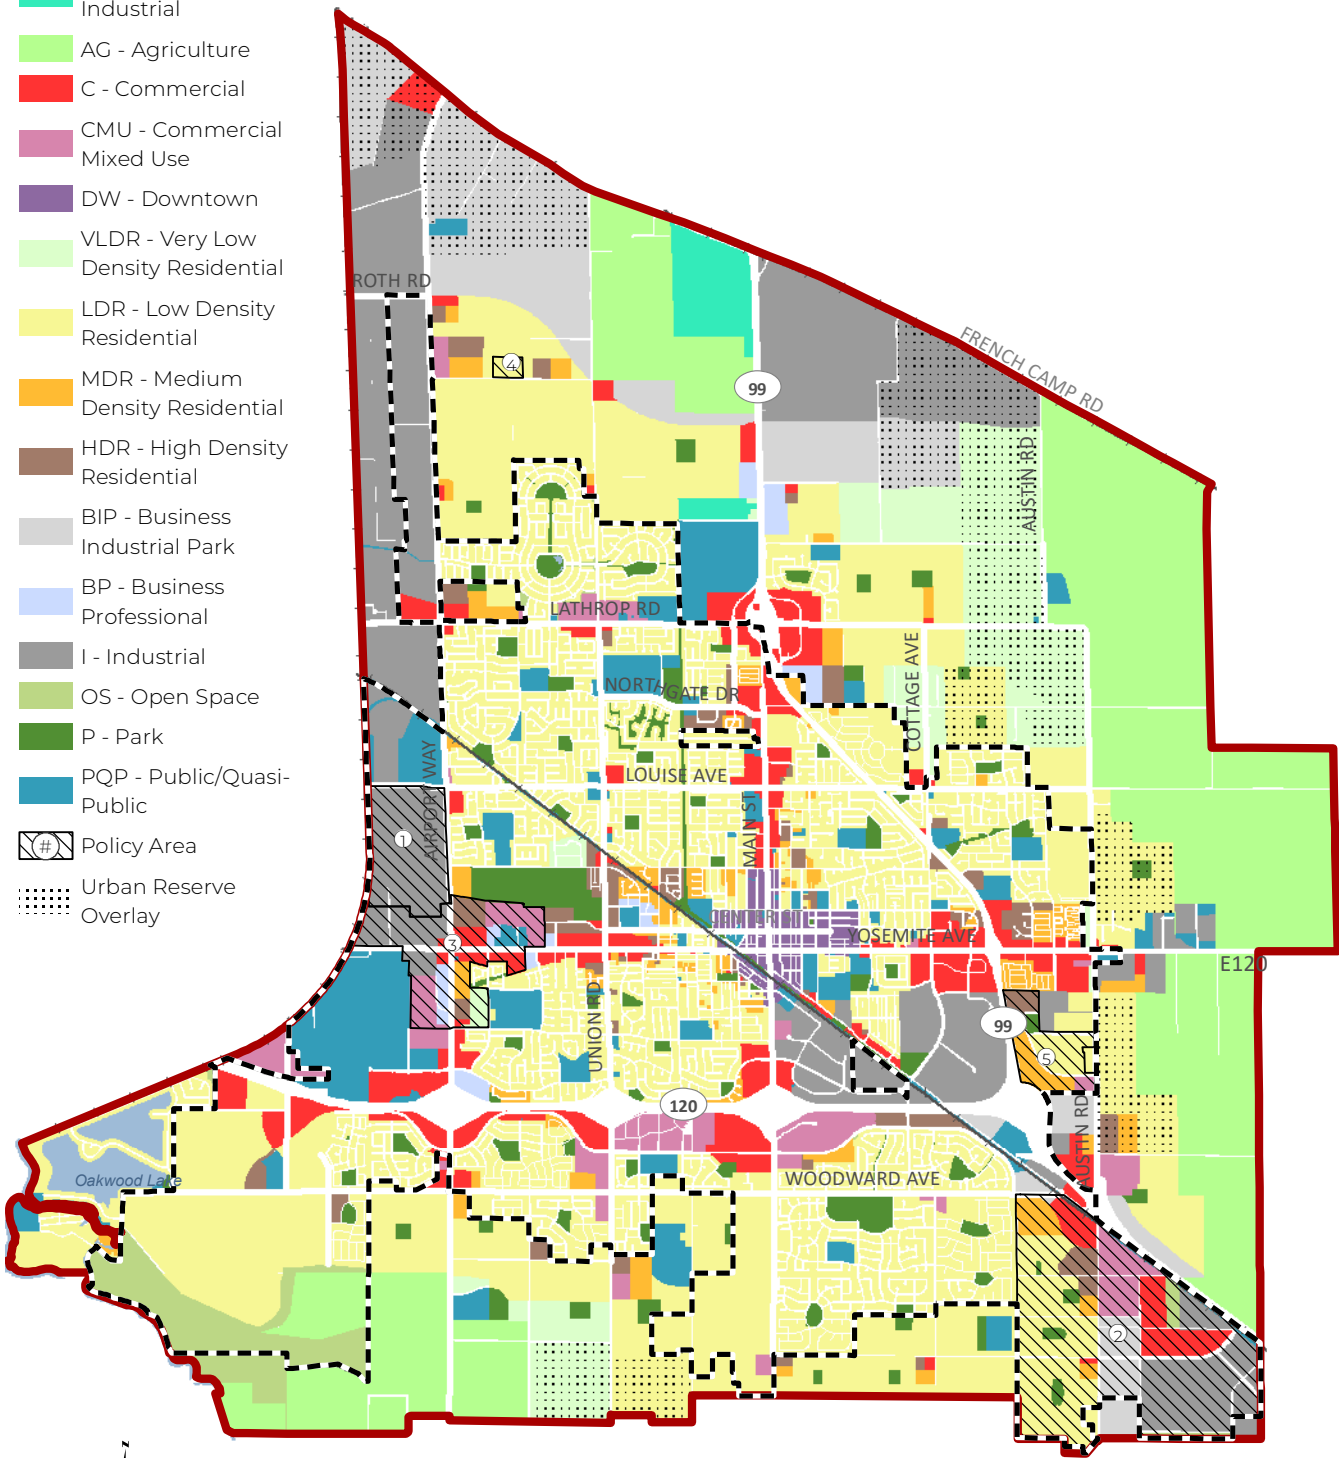 Industrial
AG - Agriculture
C - Commercial
CMU - Commercial
Mixed Use
DW - Downtown
VLDR - Very Low
Density Residential
LDR - Low Density
Residential
MDR - Medium
Density Residential
HDR - High Density
Residential
BIP - Business
Industrial Park
BP - Business
Professional
I - Industrial
OS - Open Space
P - Park
PQP - Public/Quasi-
Public
# Policy Area
Urban Reserve
Overlay
ROTH RD
FRENCH CAMP RD
4
99
AUSTIN RD
LATHROP RD
COTTAGE AVE
NORTHGATE DR
LOUISE AVE
AIRPORT WAY
MAIN ST
1
CENTER ST
YOSEMITE AVE
3
E120
UNION RD
99
5
120
AUSTIN RD
WOODWARD AVE
Oakwood Lake
2